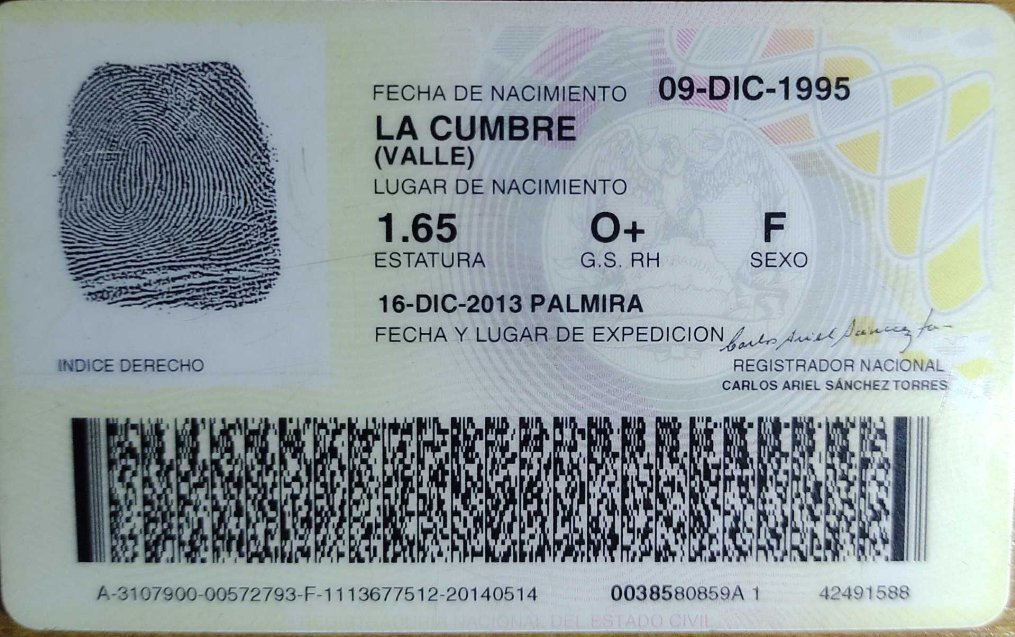 FECHA DE NACIMIENTO 09-DIC-1995
LA CUMBRE
(VALLE)
LUGAR DE NACIMIENTO
1.65 O+ F
ESTATURA G.S. RH SEXO
16-DIC-2013 PALMIRA
FECHA Y LUGAR DE EXPEDICION
Carlos Ariel Sánchez T
INDICE DERECHO
REGISTRADOR NACIONAL
CARLOS ARIEL SÁNCHEZ TORRES
A-3107900-00572793-F-1113677512-20140514 0038580859A 1 42491588
REGISTRADURIA NACIONAL DEL ESTADO CIVIL